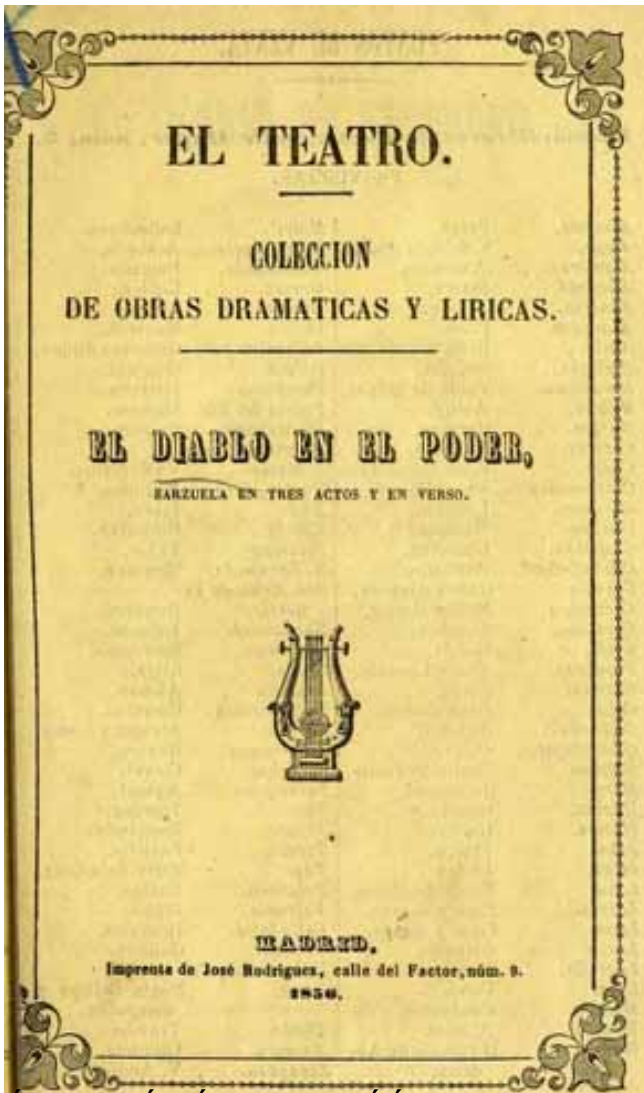 EL TEATRO.
COLECCION
DE OBRAS DRAMATICAS Y LIRICAS.
EL DIABLO EN EL PODER,
ZARZUELA EN TRES ACTOS Y EN VERSO.
MADRID.
Imprenta de José Rodriguez, calle del Factor, núm. 9.
1856.